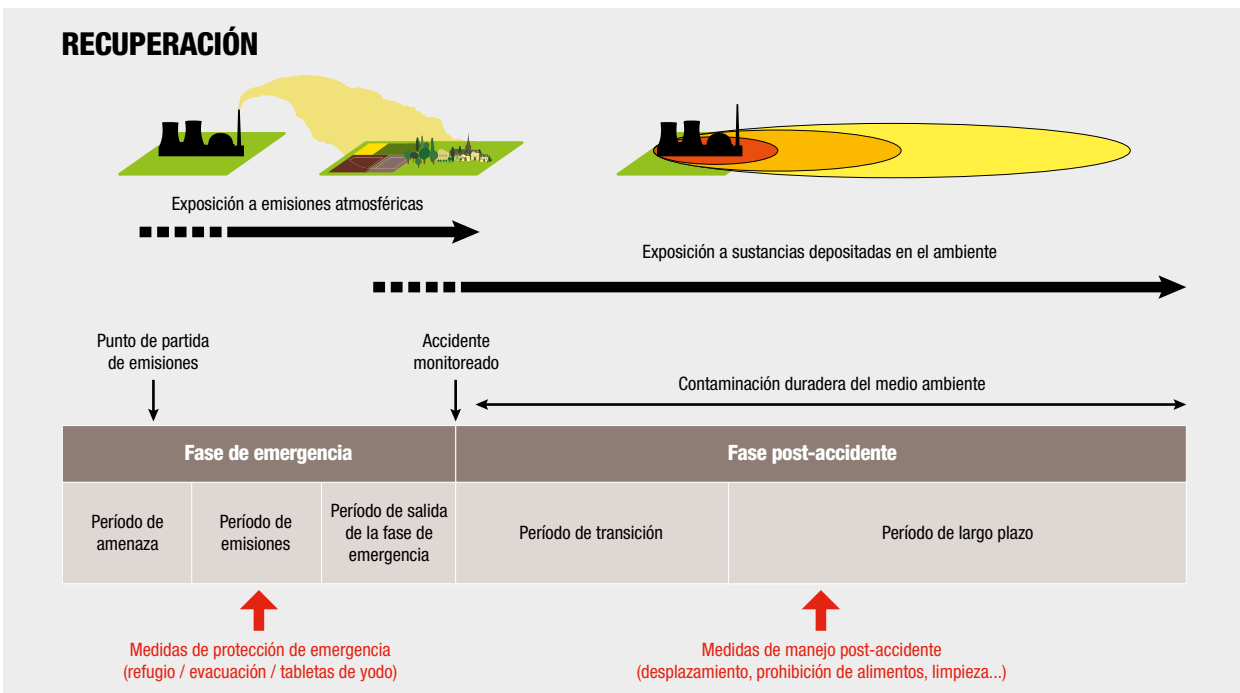 RECUPERACIÓN
Exposición a emisiones atmosféricas
Exposición a sustancias depositadas en el ambiente
Punto de partida
de emisiones
Accidente
monitoreado
Contaminación duradera del medio ambiente
Fase de emergencia
Fase post-accidente
Período de
amenaza
Período de
emisiones
Período de salida
de la fase de
emergencia
Período de transición
Período de largo plazo
Medidas de protección de emergencia
(refugio / evacuación / tabletas de yodo)
Medidas de manejo post-accidente
(desplazamiento, prohibición de alimentos, limpieza...)